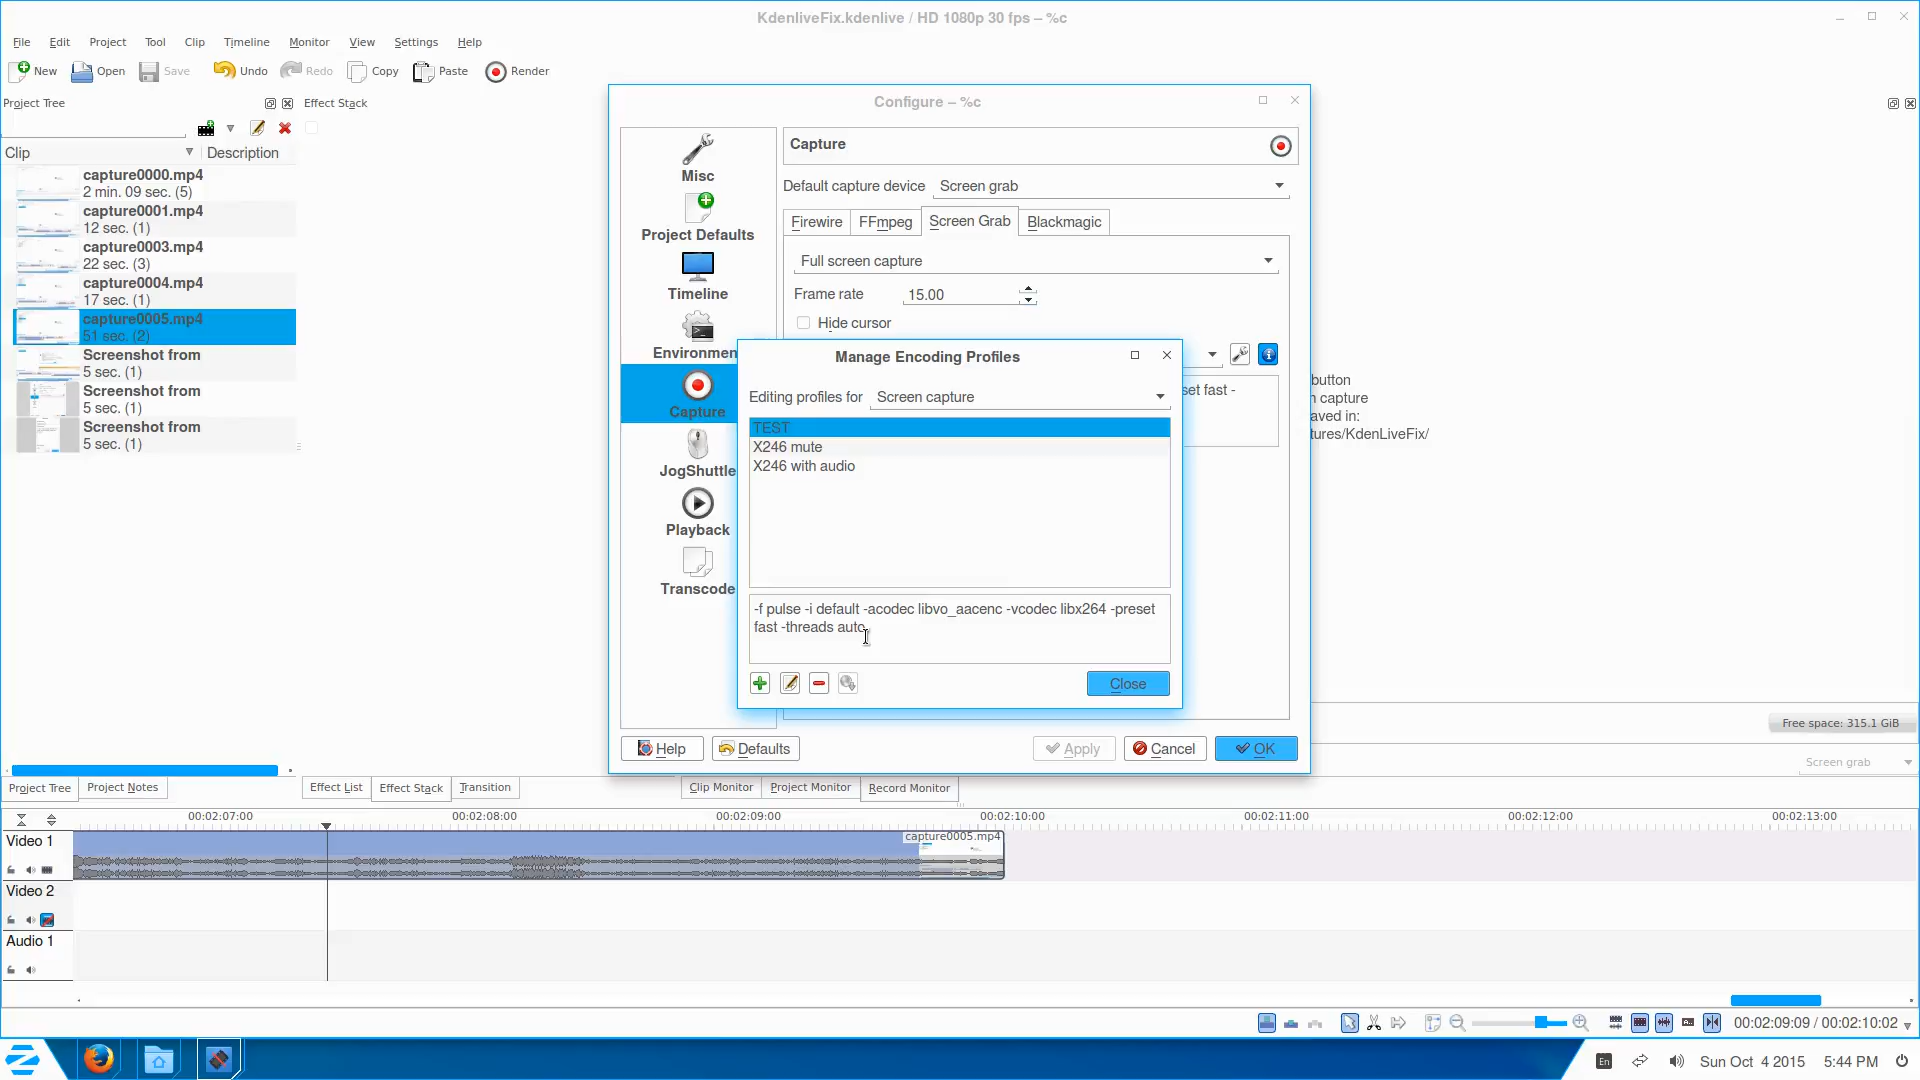 KdenliveFix.kdenlive / HD 1080p 30 fps – %c
File Edit Project Tool Clip Timeline Monitor View Settings Help
New Open Save Undo Redo Copy Paste Render
Project Tree
Effect Stack
Clip Description
capture0000.mp4
2 min. 09 sec. (5)
capture0001.mp4
12 sec. (1)
capture0003.mp4
22 sec. (3)
capture0004.mp4
17 sec. (1)
capture0005.mp4
51 sec. (2)
Screenshot from
5 sec. (1)
Screenshot from
5 sec. (1)
Screenshot from
5 sec. (1)
Configure – %c
Misc
Project Defaults
Timeline
Environmen
Capture
JogShuttle
Playback
Transcode
Capture
Default capture device Screen grab
Firewire FFmpeg Screen Grab Blackmagic
Full screen capture
Frame rate 15.00
Hide cursor
set fast -
Manage Encoding Profiles
Editing profiles for Screen capture
TEST
X246 mute
X246 with audio
-f pulse -i default -acodec libvo_aacenc -vcodec libx264 -preset
fast -threads auto
Close
Help Defaults Apply Cancel OK
button
n capture
aved in:
tures/KdenLiveFix/
Free space: 315.1 GiB
Screen grab
Project Tree Project Notes Effect List Effect Stack Transition Clip Monitor Project Monitor Record Monitor
00:02:07:00 00:02:08:00 00:02:09:00 00:02:10:00 00:02:11:00 00:02:12:00 00:02:13:00
Video 1
capture0005.mp4
Video 2
Audio 1
00:02:09:09 / 00:02:10:02
En Sun Oct 4 2015 5:44 PM